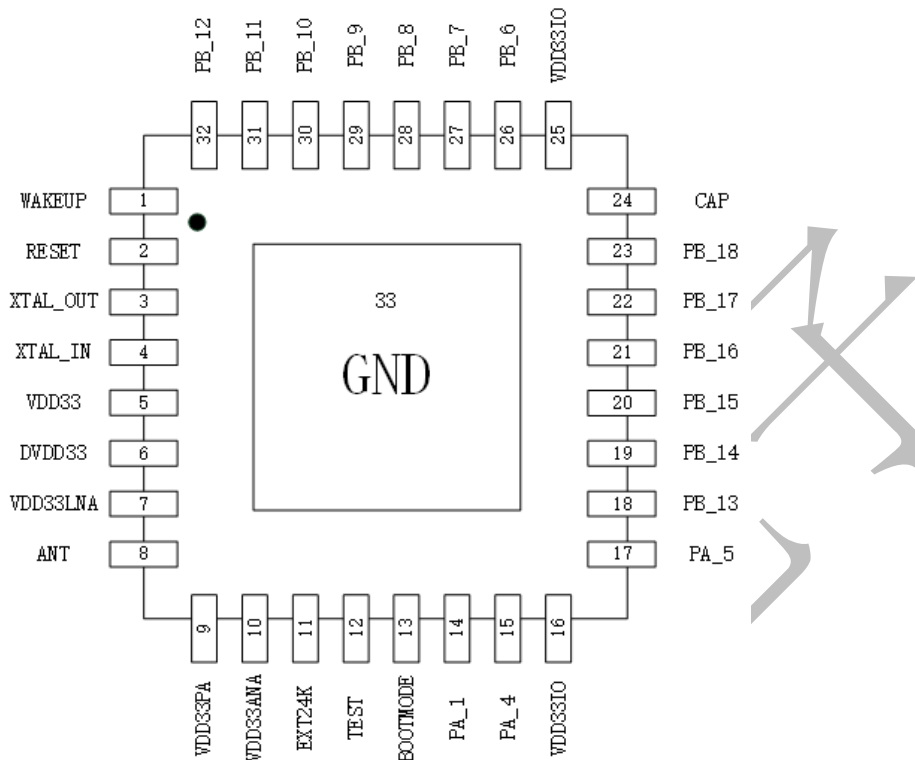 PB_12 PB_11 PB_10 PB_9 PB_8 PB_7 PB_6 VDD33IO
32 31 30 29 28 27 26 25
WAKEUP 1 24 CAP
RESET 2 23 PB_18
XTAL_OUT 3 33 22 PB_17
XTAL_IN 4 GND 21 PB_16
VDD33 5 20 PB_15
DVDD33 6 19 PB_14
VDD33LNA 7 18 PB_13
ANT 8 17 PA_5
9 10 11 12 13 14 15 16
VDD33PA VDD33ANA EXT24K TEST BOOTMODE PA_1 PA_4 VDD33IO